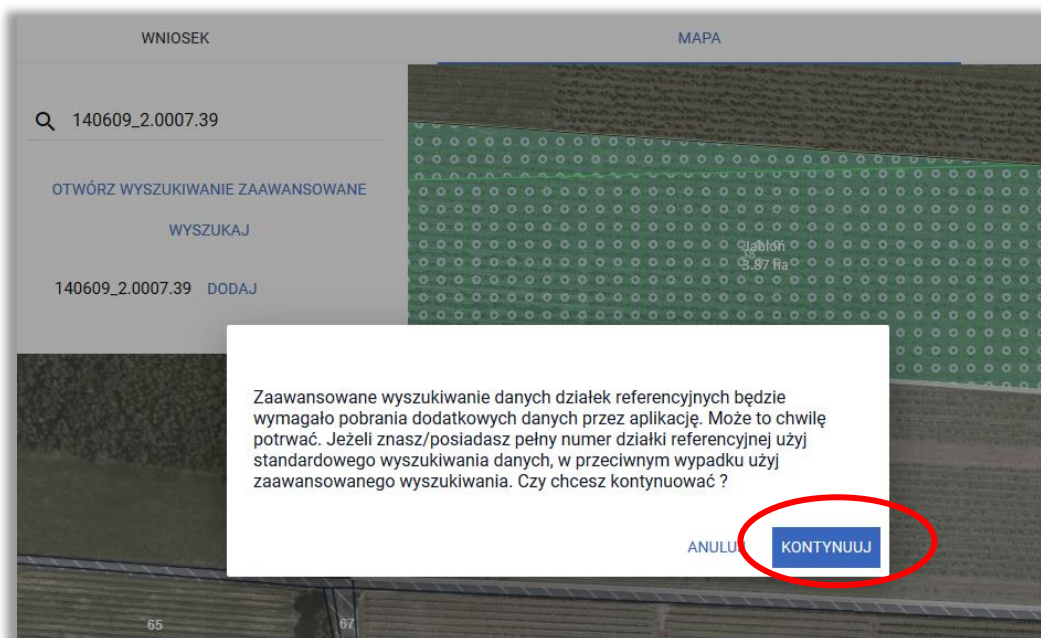 WNIOSEK
MAPA
140609_2.0007.39
OTWÓRZ WYSZUKIWANIE ZAAWANSOWANE
WYSZUKAJ
140609_2.0007.39 DODAJ
Jabłoń
38
3.87 ha
Zaawansowane wyszukiwanie danych działek referencyjnych będzie
wymagało pobrania dodatkowych danych przez aplikację. Może to chwilę
potrwać. Jeżeli znasz/posiadasz pełny numer działki referencyjnej użyj
standardowego wyszukiwania danych, w przeciwnym wypadku użyj
zaawansowanego wyszukiwania. Czy chcesz kontynuować ?
ANULUJ
KONTYNUUJ
65
67